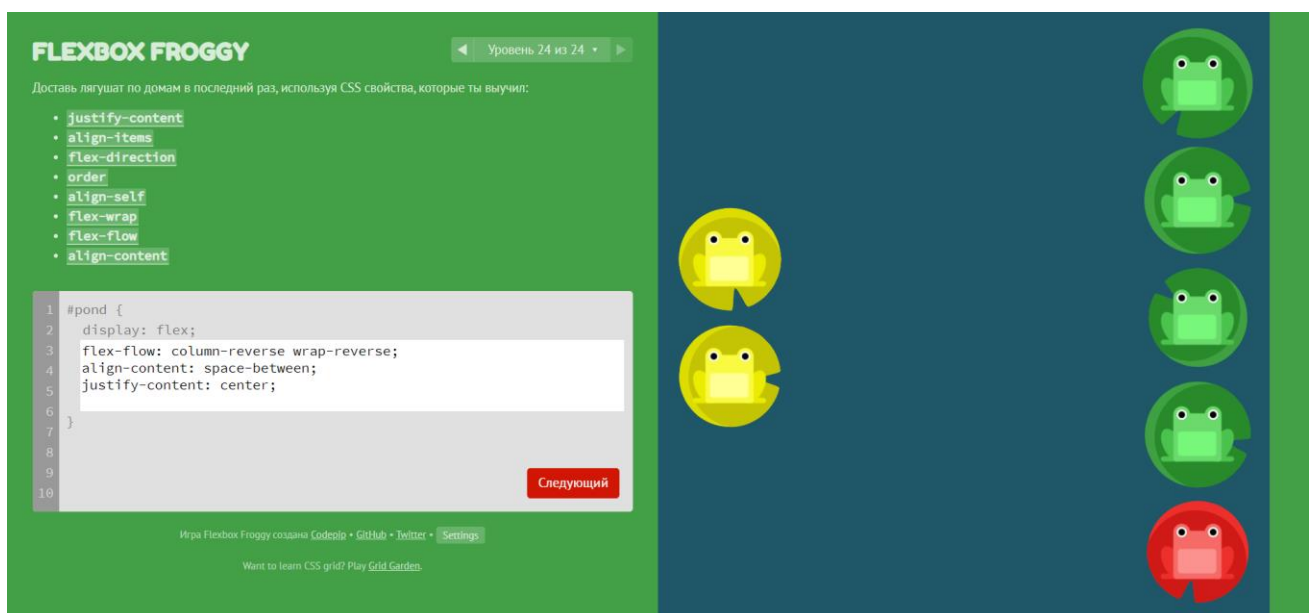 FLEXBOX FROGGY
◀ Уровень 24 из 24 ▾ ▶
Доставь лягушат по домам в последний раз, используя CSS свойства, которые ты выучил:
• justify-content
• align-items
• flex-direction
• order
• align-self
• flex-wrap
• flex-flow
• align-content
1 #pond {
2 display: flex;
3 flex-flow: column-reverse wrap-reverse;
4 align-content: space-between;
5 justify-content: center;
6
7 }
8
9
10
Следующий
Игра Flexbox Froggy создана Codepip • GitHub • Twitter • Settings
Want to learn CSS grid? Play Grid Garden.